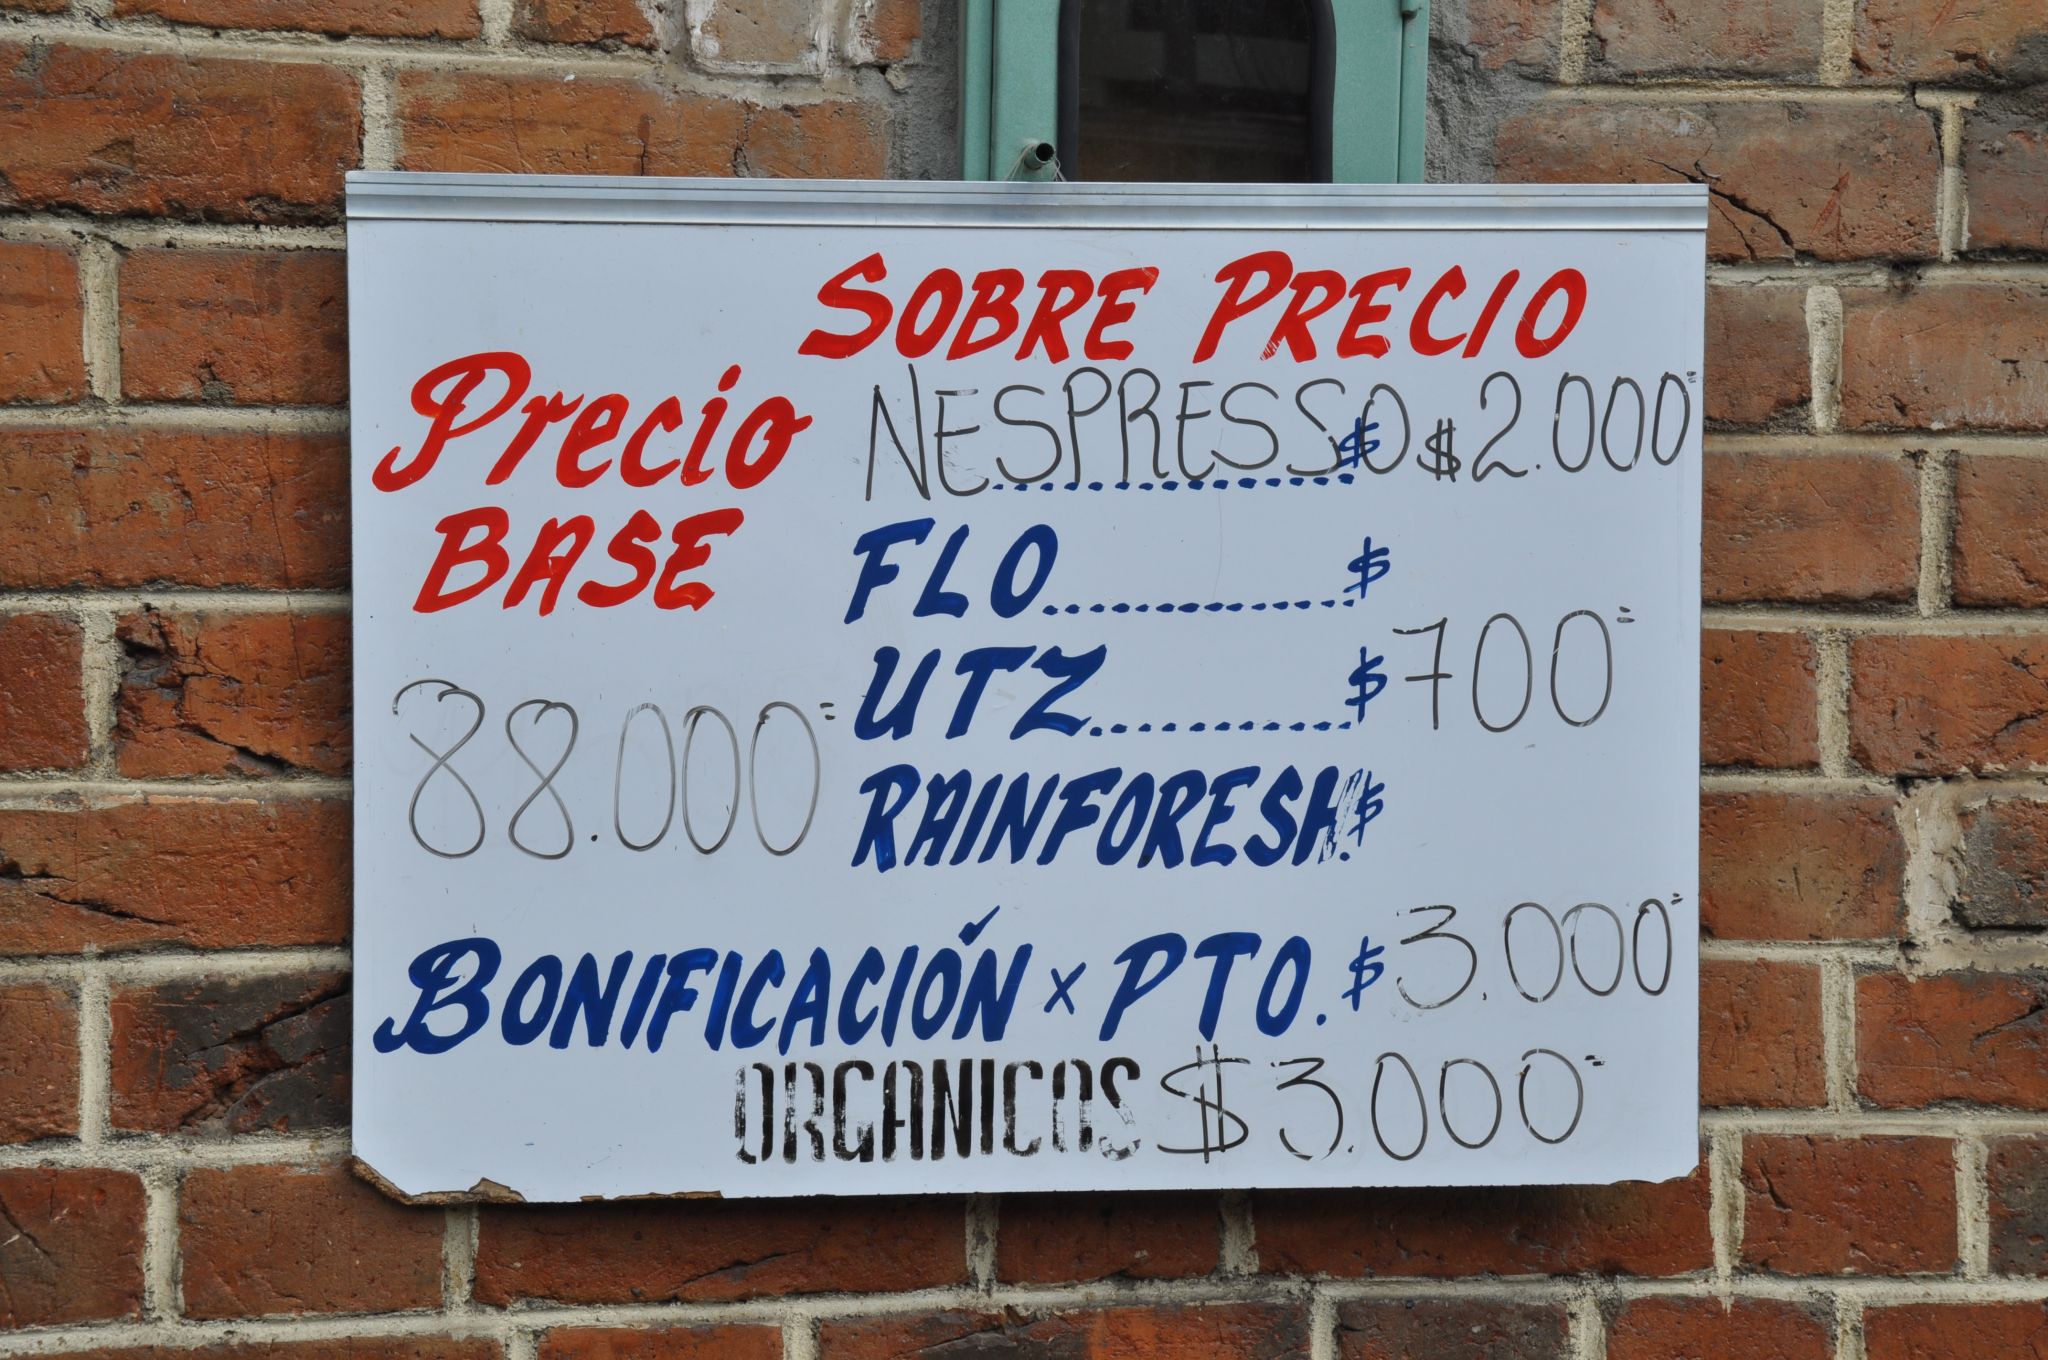 SOBRE PRECIO
Precio
BASE
88.000=
NESPRESSO $ $2.000=
FLO.............$
UTZ.............$700=
RAINFORESH.$
BONIFICACIÓN x PTO. $3.000=
ORGANICOS $3.000=